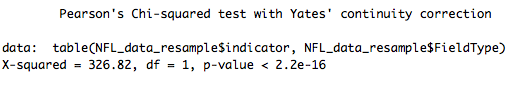 Pearson's Chi-squared test with Yates' continuity correction
data:  table(NFL_data_resample$indicator, NFL_data_resample$FieldType)
X-squared = 326.82, df = 1, p-value < 2.2e-16